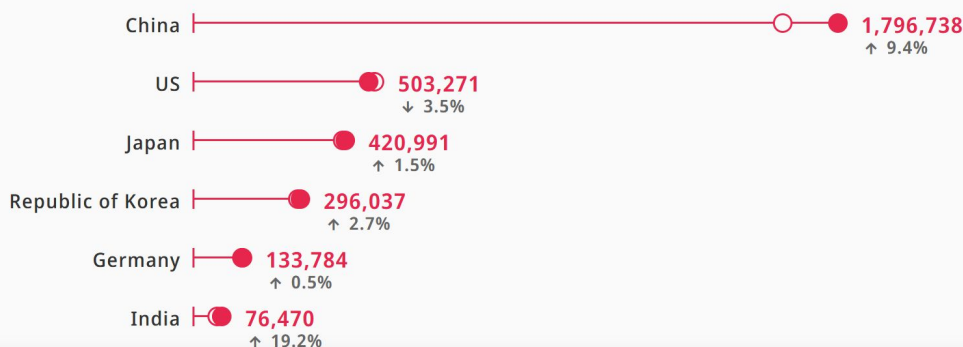 China 1,796,738
↑ 9.4%
US 503,271
↓ 3.5%
Japan 420,991
↑ 1.5%
Republic of Korea 296,037
↑ 2.7%
Germany 133,784
↑ 0.5%
India 76,470
↑ 19.2%